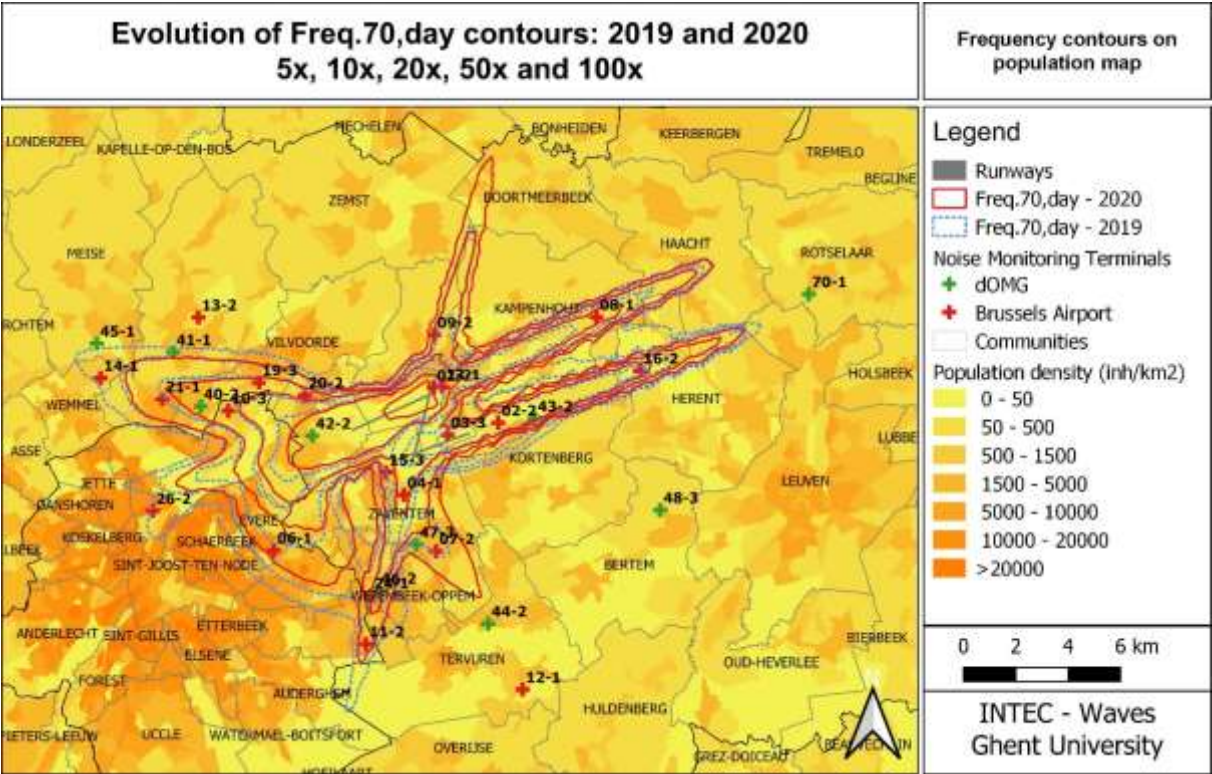 Evolution of Freq.70,day contours: 2019 and 2020
5x, 10x, 20x, 50x and 100x
Frequency contours on
population map
Legend
Runways
Freq.70,day - 2020
Freq.70,day - 2019
Noise Monitoring Terminals
dOMG
Brussels Airport
Communities
Population density (inh/km2)
0 - 50
50 - 500
500 - 1500
1500 - 5000
5000 - 10000
10000 - 20000
>20000
0 2 4 6 km
INTEC - Waves
Ghent University
MECHELEN
BONHEIDEN
KEERBERGEN
LONDERZEEL
KAPELLE-OP-DEN-BOS
TREMELO
ZEMST
BOORTMEERBEEK
MEISE
HAACHT
ROTSELAAR
70-1
13-2
KAMPENHOUT
08-1
45-1
41-1
VILVOORDE
09-2
14-1
19-3
16-2
HOLSBEEK
WEMMEL
21-1
40-2
10-3
20-2
HERENT
02-2
43-2
42-2
03-3
ASSE
15-3
KORTENBERG
JETTE
04-1
LEUVEN
GANSHOREN
26-2
48-3
EVERE
ZAVENTEM
KOEKELBERG
SCHAERBEEK
06-1
07-2
SINT-JOOST-TEN-NODE
BERTEM
44-2
ANDERLECHT
SINT-GILLIS
ETTERBEEK
11-2
BIERBEEK
ELSENE
TERVUREN
OUD-HEVERLEE
FOREST
AUDERGHEM
12-1
HULDENBERG
UCCLE
WATERMAEL-BOITSFORT
OVERIJSE
GREZ-DOICEAU